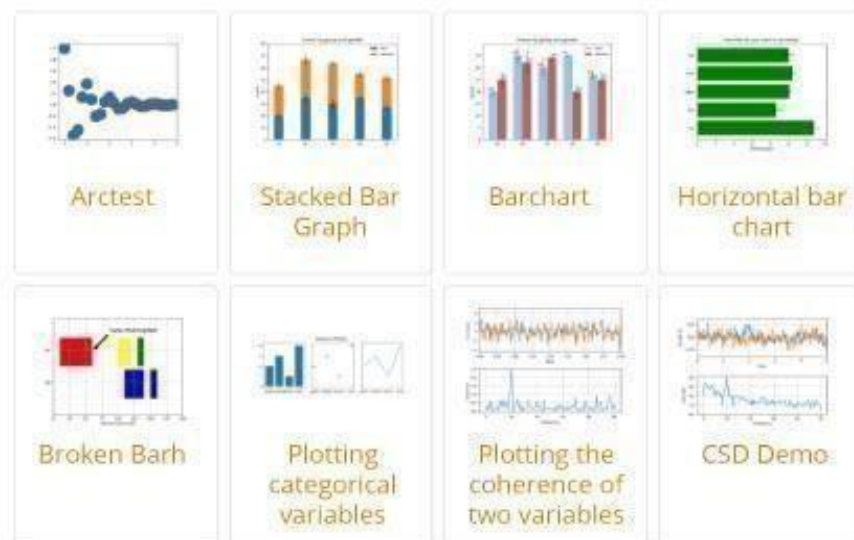 Arctest
Stacked Bar
Graph
Barchart
Horizontal bar
chart
Broken Barh
Plotting
categorical
variables
Plotting the
coherence of
two variables
CSD Demo